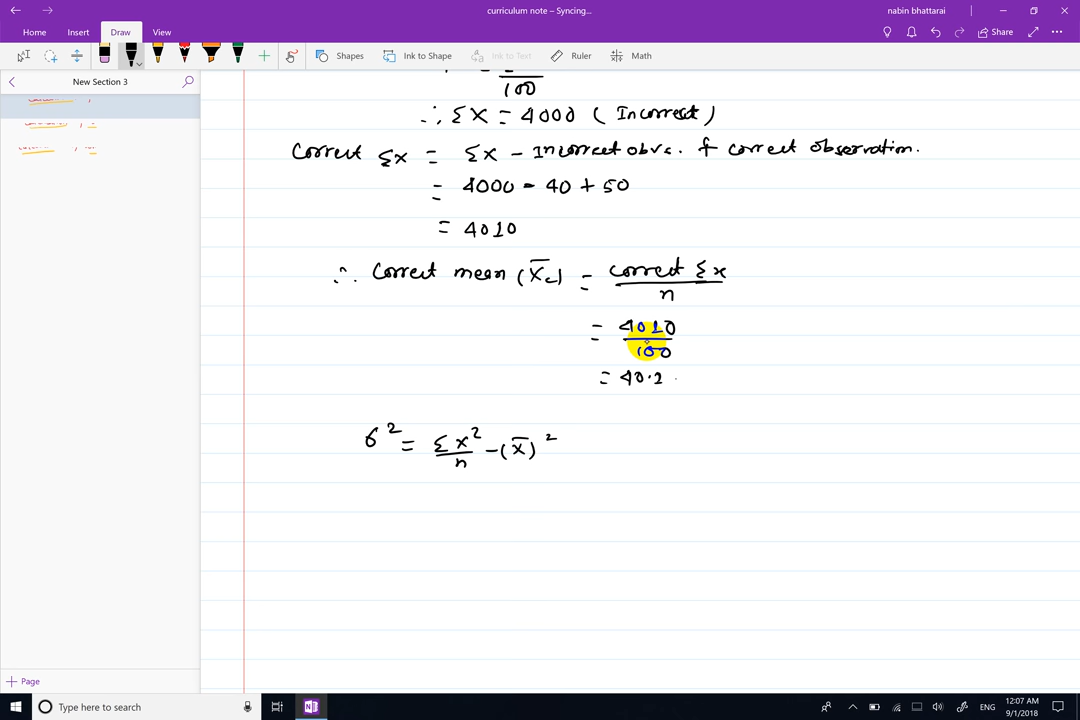 curriculum note – Syncing...
nabin bhattarai
Home Insert Draw View
Share
Shapes Ink to Shape Ink to Text Ruler Math
New Section 3
100
∴ Σx = 4000 (Incorrect)
Correct Σx = Σx - Incorrect obvs. + correct observation.
= 4000 - 40 + 50
= 4010
∴ Correct mean (X̄c) = correct Σx / n
= 4010 / 100
= 40.1
σ² = Σx²/n - (x̄)²
+ Page
Type here to search
ENG
12:07 AM
9/1/2018